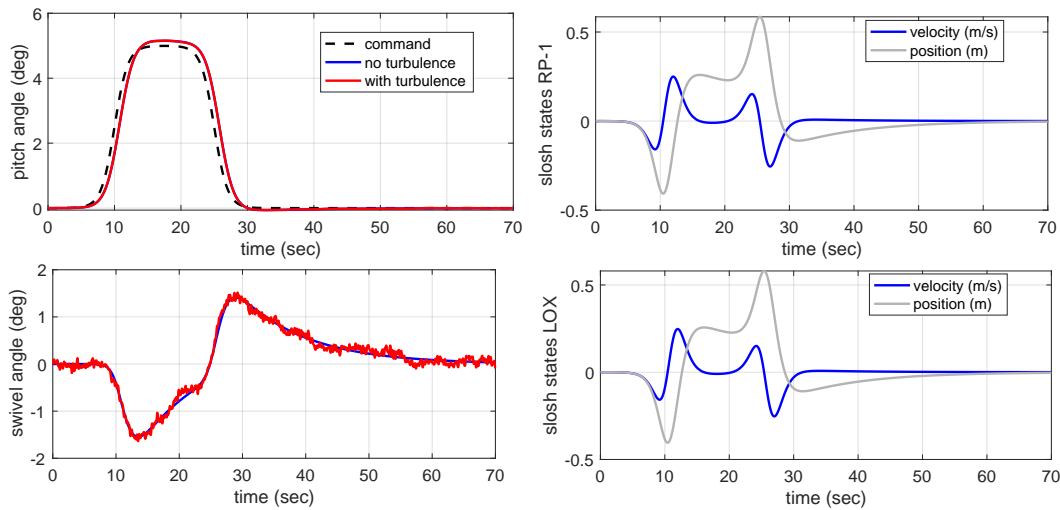 pitch angle (deg)
6
4
2
0
command
no turbulence
with turbulence
0 10 20 30 40 50 60 70
time (sec)
slosh states RP-1
0.5
0
-0.5
velocity (m/s)
position (m)
0 10 20 30 40 50 60 70
time (sec)
swivel angle (deg)
2
1
0
-1
-2
0 10 20 30 40 50 60 70
time (sec)
slosh states LOX
0.5
0
-0.5
velocity (m/s)
position (m)
0 10 20 30 40 50 60 70
time (sec)